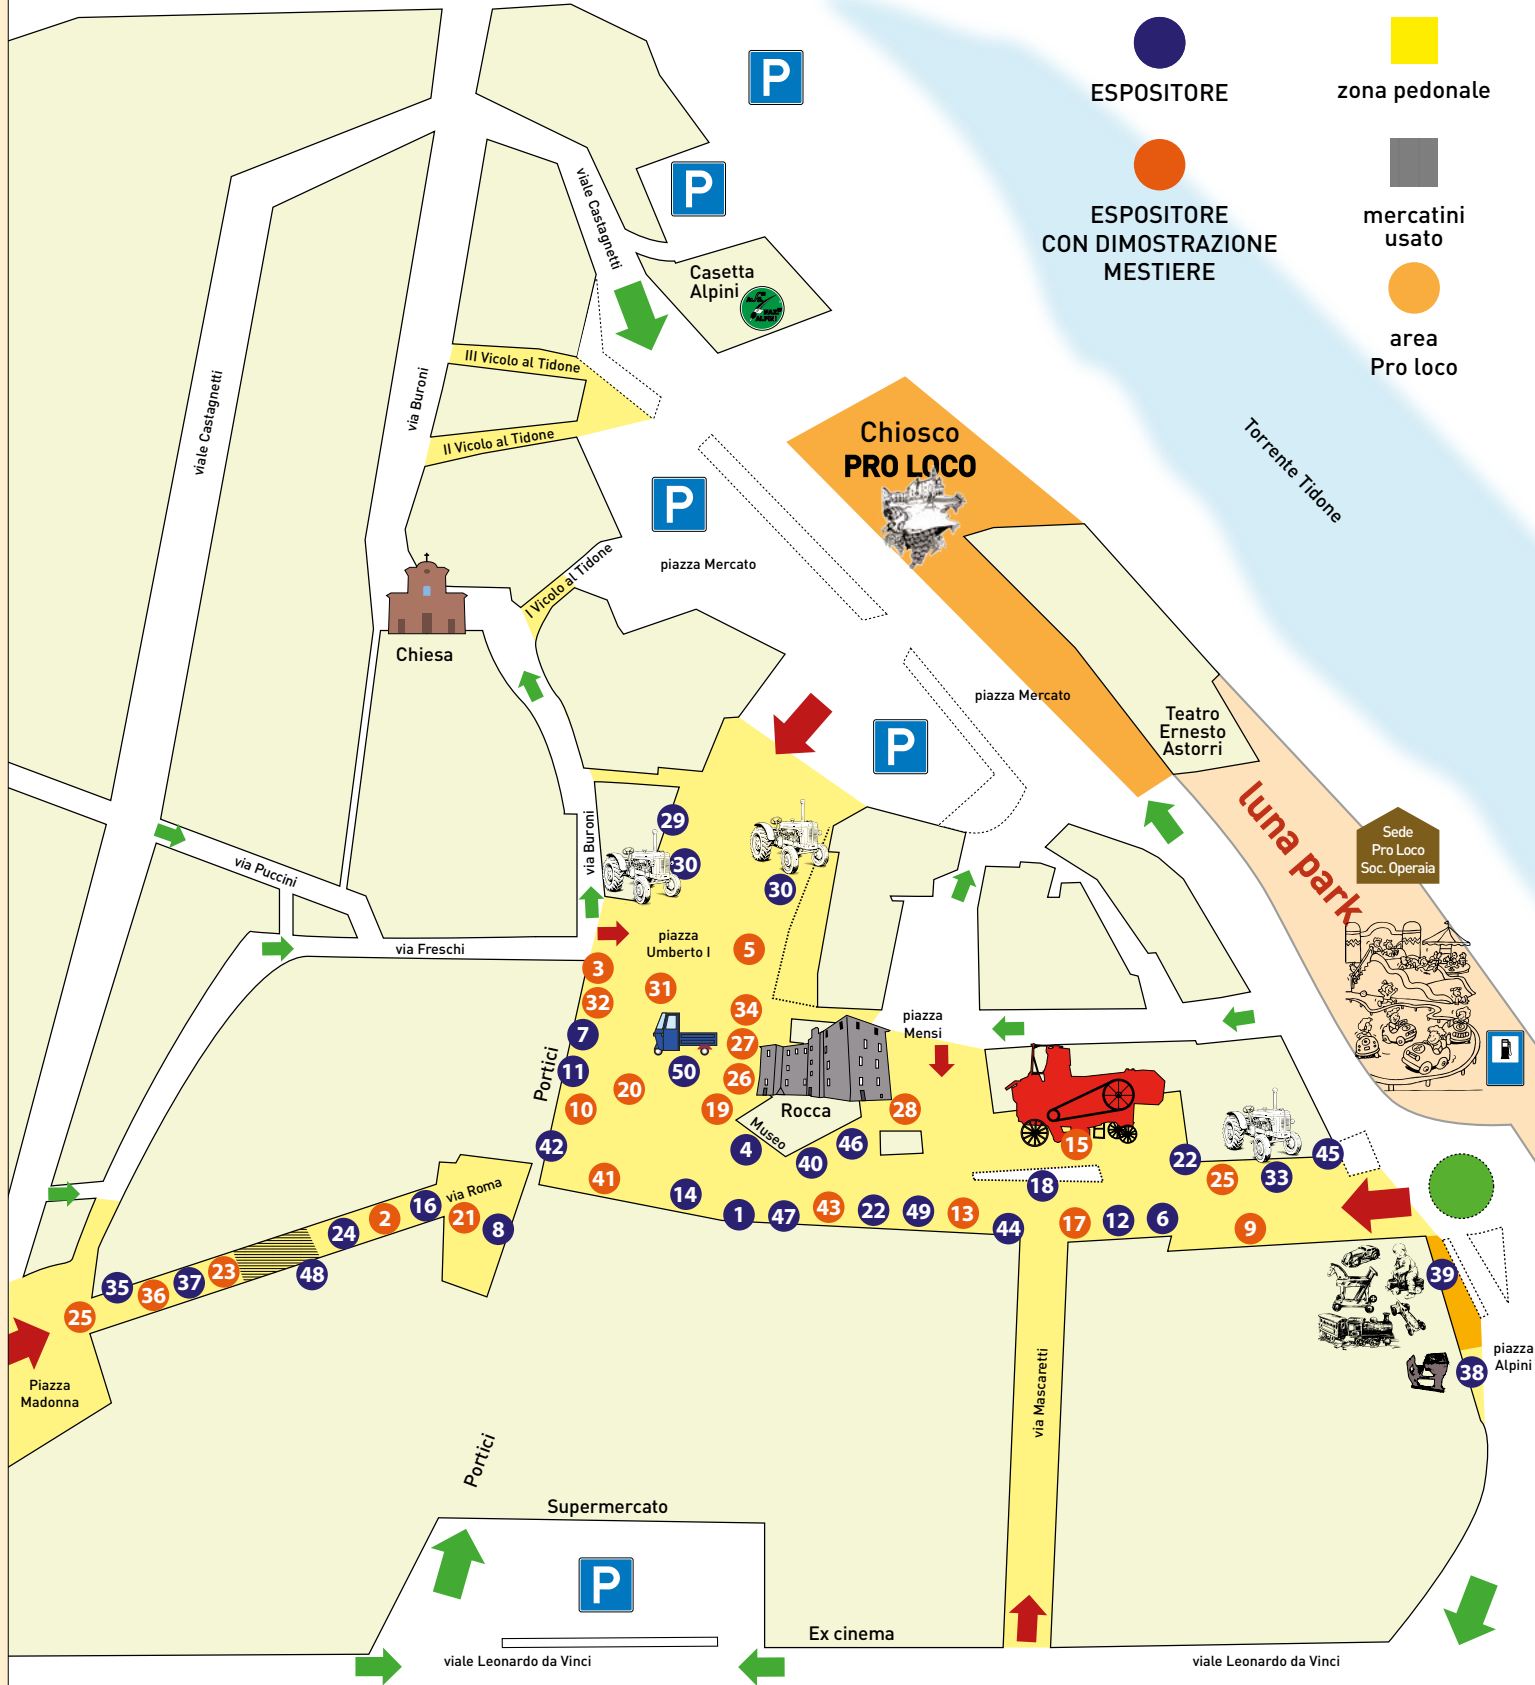 P
ESPOSITORE
zona pedonale
P
ESPOSITORE
CON DIMOSTRAZIONE
MESTIERE
mercatini
usato
area
Pro loco
viale Castagnetti
Casetta
Alpini
III Vicolo al Tidone
via Buroni
viale Castagnetti
II Vicolo al Tidone
Chiosco
PRO LOCO
Torrente Tidone
P
piazza Mercato
I Vicolo al Tidone
Chiesa
piazza Mercato
Teatro
Ernesto
Astorri
P
luna park
Sede
Pro Loco
Soc. Operaia
via Puccini
via Buroni
29
30
30
via Freschi
piazza
Umberto I
5
3
31
32
34
piazza
Mensi
7
27
11
50
26
20
Portici
10
19
Rocca
28
Museo
42
4
46
40
15
22
45
41
25
33
18
14
via Roma
16
2
21
8
24
1
47
43
22
49
13
44
17
12
6
9
35
36
37
23
48
25
39
Piazza
Madonna
piazza
Alpini
38
via Mascaretti
Portici
Supermercato
P
Ex cinema
viale Leonardo da Vinci
viale Leonardo da Vinci